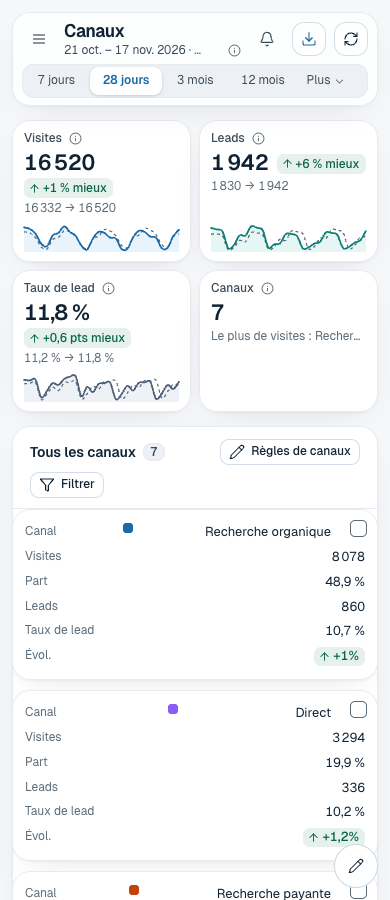 Canaux
21 oct. – 17 nov. 2026 · …
7 jours
28 jours
3 mois
12 mois
Plus
Visites
16 520
+1 % mieux
16 332 → 16 520
Leads
1 942
+6 % mieux
1 830 → 1 942
Taux de lead
11,8 %
+0,6 pts mieux
11,2 % → 11,8 %
Canaux
7
Le plus de visites : Recher…
Tous les canaux 7
Règles de canaux
Filtrer
Canal Recherche organique
Visites 8 078
Part 48,9 %
Leads 860
Taux de lead 10,7 %
Évol. ↑ +1%
Canal Direct
Visites 3 294
Part 19,9 %
Leads 336
Taux de lead 10,2 %
Évol. ↑ +1,2%
Canal Recherche payante